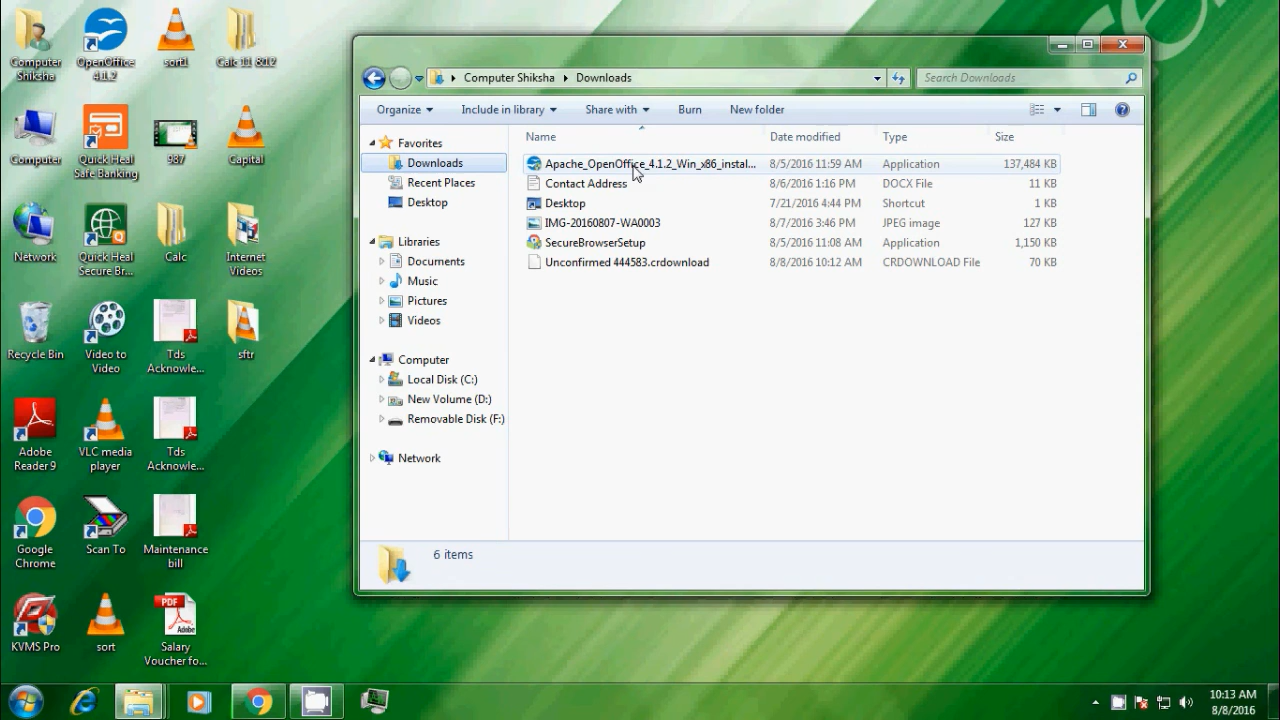 Computer Shiksha
OpenOffice 4.1.2
sort1
Calc 11 &012
Computer
Quick Heal Safe Banking
987
Capital
Network
Quick Heal Secure Br...
Calc
Internet Videos
Recycle Bin
Video to Video
Tds Acknowle...
sftr
Adobe Reader 9
VLC media player
Tds Acknowle...
Google Chrome
Scan To
Maintenance bill
KVMS Pro
sort
PDF
Adobe
Salary Voucher fo...
Computer Shiksha
Downloads
Search Downloads
Organize
Include in library
Share with
Burn
New folder
Favorites
Downloads
Recent Places
Desktop
Libraries
Documents
Music
Pictures
Videos
Computer
Local Disk (C:)
New Volume (D:)
Removable Disk (F:)
Network
Name Date modified Type Size
Apache_OpenOffice_4.1.2_Win_x86_instal... 8/5/2016 11:59 AM Application 137,484 KB
Contact Address 8/6/2016 1:16 PM DOCX File 11 KB
Desktop 7/21/2016 4:44 PM Shortcut 1 KB
IMG-20160807-WA0003 8/7/2016 3:46 PM JPEG image 127 KB
SecureBrowserSetup 8/5/2016 11:08 AM Application 1,150 KB
Unconfirmed 444583.crdownload 8/8/2016 10:12 AM CRDOWNLOAD File 70 KB
6 items
10:13 AM
8/8/2016